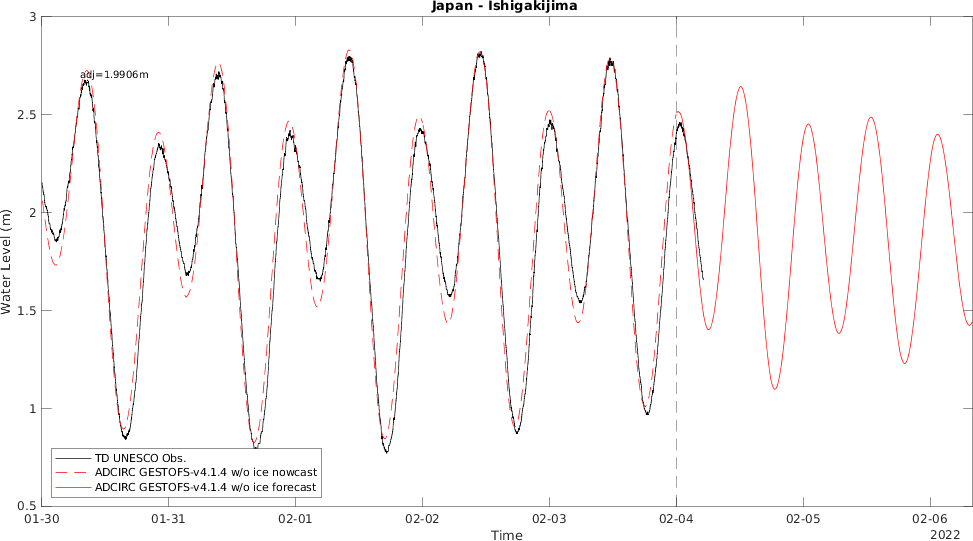 Japan - Ishigakijima
3
2.5
2
1.5
1
0.5
Water Level (m)
adj=1.9906m
TD UNESCO Obs.
ADCIRC GESTOFS-v4.1.4 w/o ice nowcast
ADCIRC GESTOFS-v4.1.4 w/o ice forecast
01-30
01-31
02-01
02-02
02-03
02-04
02-05
02-06
Time
2022